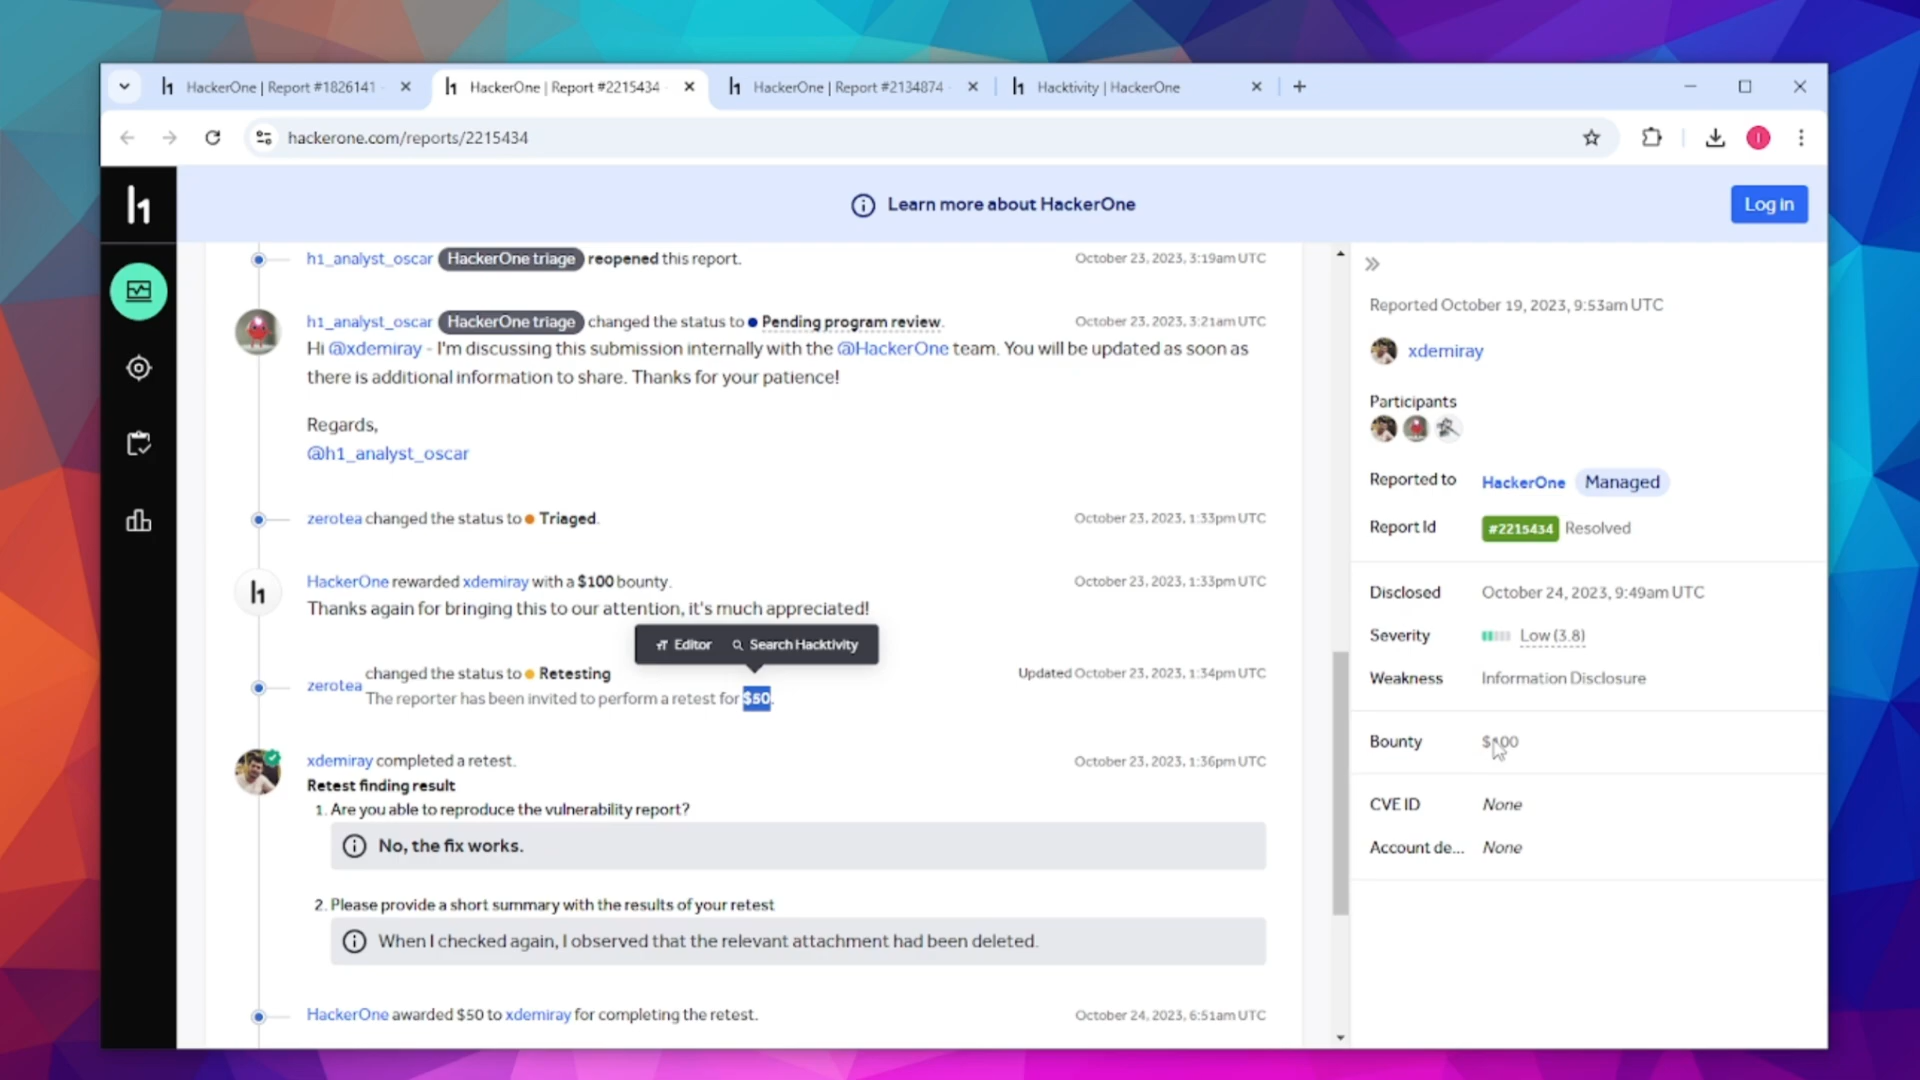 HackerOne | Report #1826141
HackerOne | Report #2215434
HackerOne | Report #2134874
Hacktivity | HackerOne
hackerone.com/reports/2215434
Learn more about HackerOne
Log in
h1_analyst_oscar HackerOne triage reopened this report.
October 23, 2023, 3:19am UTC
h1_analyst_oscar HackerOne triage changed the status to Pending program review.
October 23, 2023, 3:21am UTC
Hi @xdemiray - I'm discussing this submission internally with the @HackerOne team. You will be updated as soon as
there is additional information to share. Thanks for your patience!
Regards,
@h1_analyst_oscar
zerotea changed the status to Triaged.
October 23, 2023, 1:33pm UTC
HackerOne rewarded xdemiray with a $100 bounty.
October 23, 2023, 1:33pm UTC
Thanks again for bringing this to our attention, it's much appreciated!
Editor Search Hacktivity
zerotea changed the status to Retesting
Updated October 23, 2023, 1:34pm UTC
The reporter has been invited to perform a retest for $50.
xdemiray completed a retest.
October 23, 2023, 1:36pm UTC
Retest finding result
1. Are you able to reproduce the vulnerability report?
No, the fix works.
2. Please provide a short summary with the results of your retest
When I checked again, I observed that the relevant attachment had been deleted.
HackerOne awarded $50 to xdemiray for completing the retest.
October 24, 2023, 6:51am UTC
Reported October 19, 2023, 9:53am UTC
xdemiray
Participants
Reported to HackerOne Managed
Report Id #2215434 Resolved
Disclosed October 24, 2023, 9:49am UTC
Severity Low (3.8)
Weakness Information Disclosure
Bounty $100
CVE ID None
Account de... None